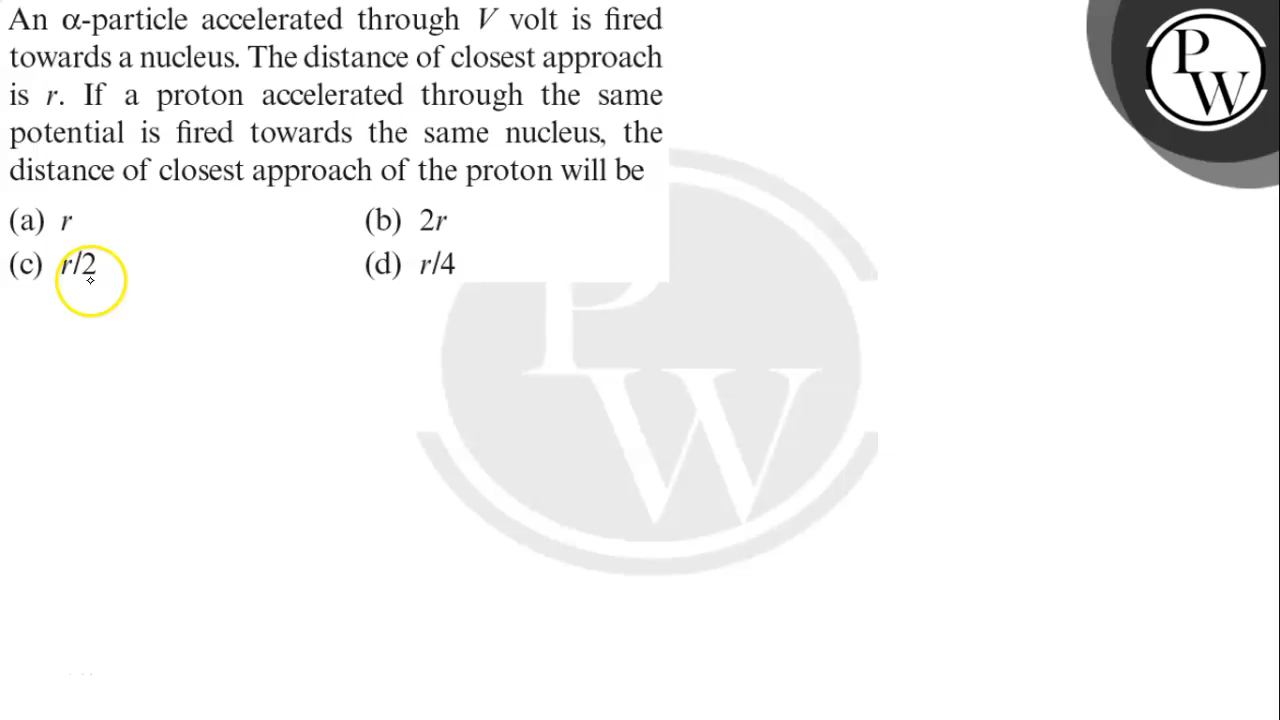 An α-particle accelerated through V volt is fired
towards a nucleus. The distance of closest approach
is r. If a proton accelerated through the same
potential is fired towards the same nucleus, the
distance of closest approach of the proton will be
(a) r (b) 2r
(c) r/2 (d) r/4
PW
PW